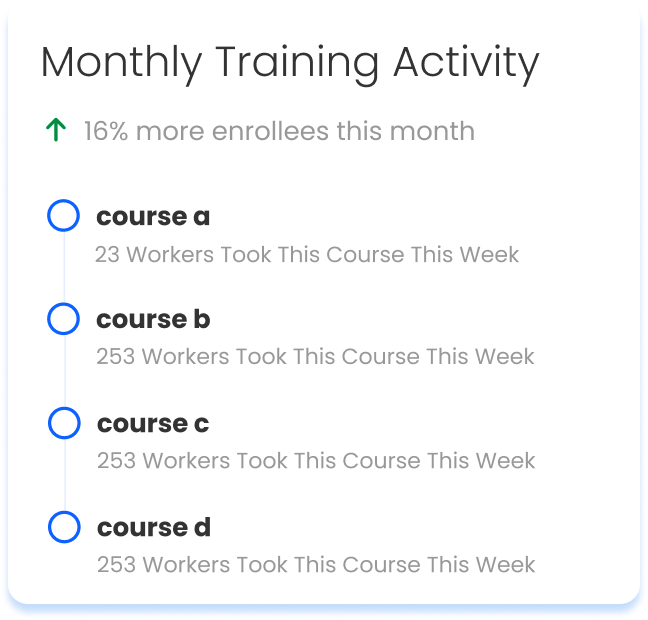 Monthly Training Activity
16% more enrollees this month
course a
23 Workers Took This Course This Week
course b
253 Workers Took This Course This Week
course c
253 Workers Took This Course This Week
course d
253 Workers Took This Course This Week